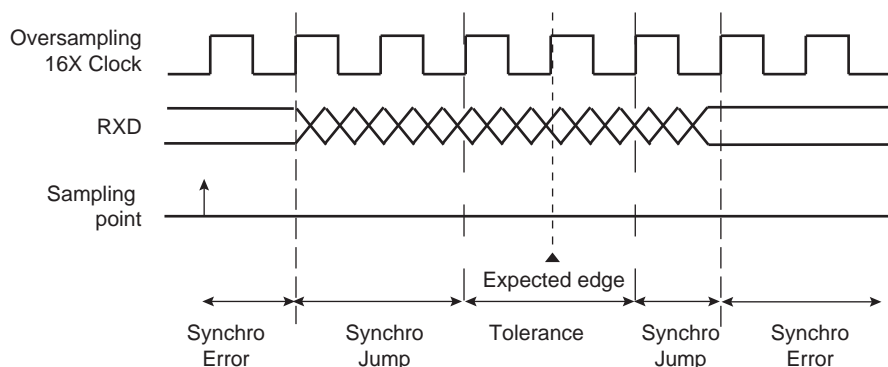 Oversampling
16X Clock
RXD
Sampling
point
Expected edge
Synchro
Error
Synchro
Jump
Tolerance
Synchro
Jump
Synchro
Error